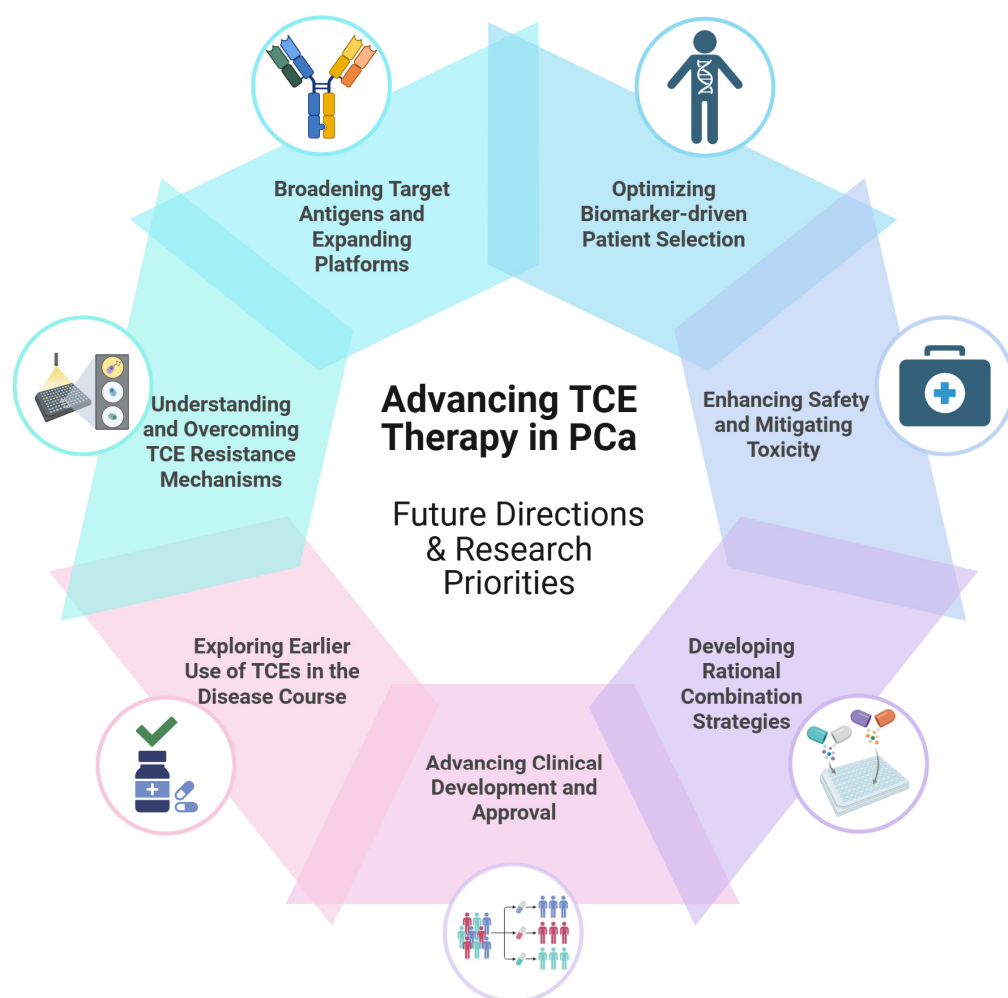 Broadening Target
Antigens and
Expanding
Platforms
Optimizing
Biomarker-driven
Patient Selection
Understanding
and Overcoming
TCE Resistance
Mechanisms
Advancing TCE
Therapy in PCa
Future Directions
& Research
Priorities
Enhancing Safety
and Mitigating
Toxicity
Exploring Earlier
Use of TCEs in the
Disease Course
Developing
Rational
Combination
Strategies
Advancing Clinical
Development and
Approval